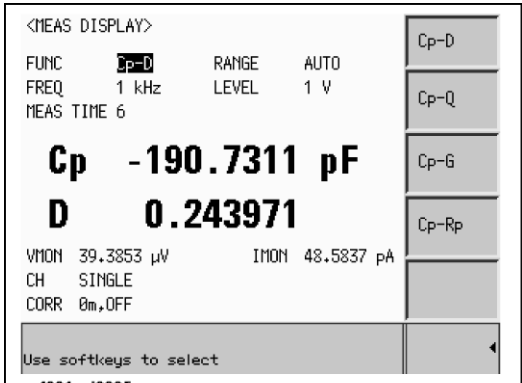 <MEAS DISPLAY>
FUNC Cp-D RANGE AUTO
FREQ 1 kHz LEVEL 1 V
MEAS TIME 6
Cp -190.7311 pF
D 0.243971
VMON 39.3853 μV IMON 48.5837 pA
CH SINGLE
CORR 0m,OFF
Use softkeys to select
Cp-D
Cp-Q
Cp-G
Cp-Rp